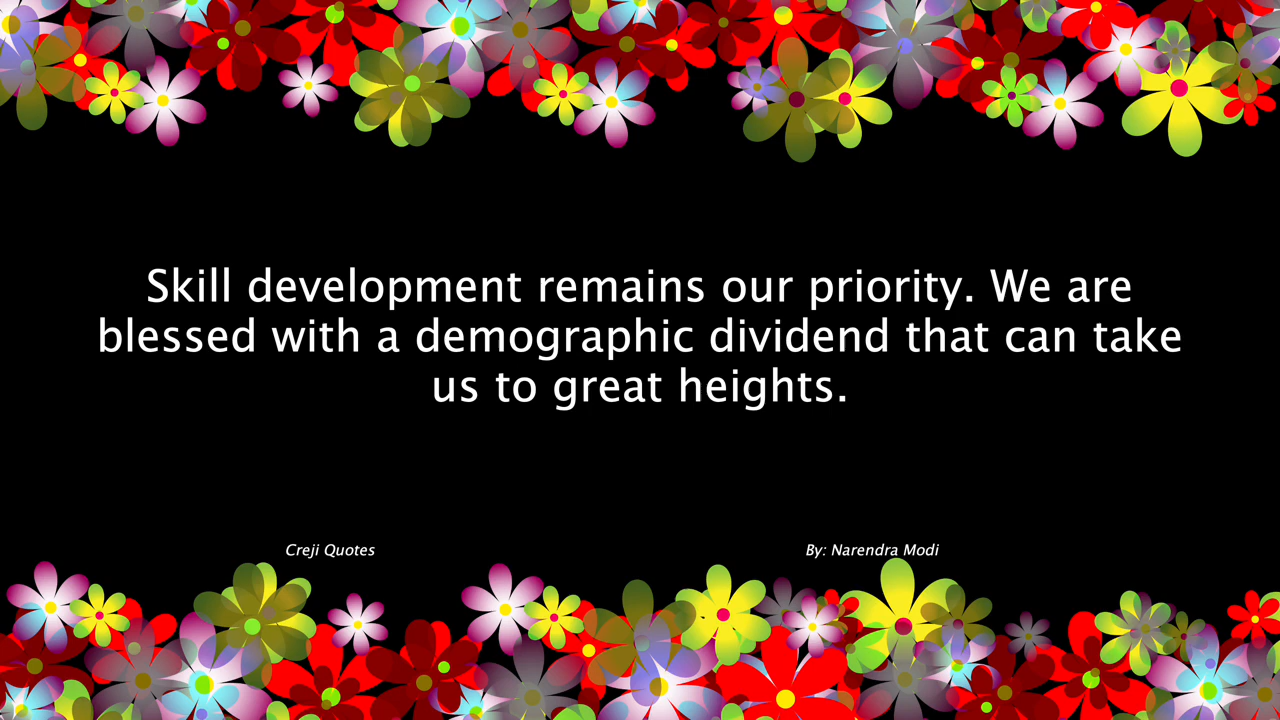 Skill development remains our priority. We are
blessed with a demographic dividend that can take
us to great heights.
Creji Quotes
By: Narendra Modi